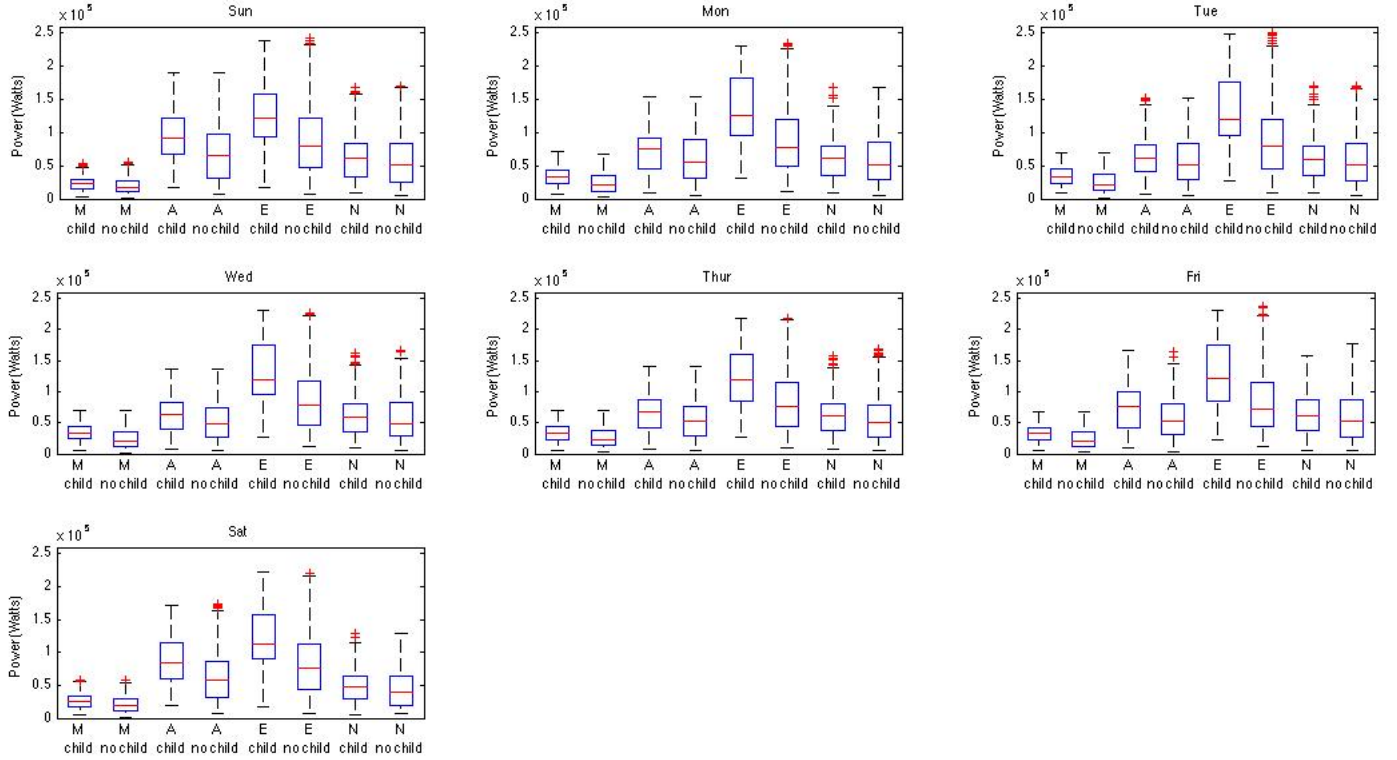 Sun
Mon
Tue
x 10 5
x 10 5
x 10 5
Power (Watts)
2.5
2
1.5
1
0.5
0
Power (Watts)
2.5
2
1.5
1
0.5
0
Power (Watts)
2.5
2
1.5
1
0.5
0
M M A A E E N N
child no child child no child child no child child no child
M M A A E E N N
child no child child no child child no child child no child
M M A A E E N N
child no child child no child child no child child no child
Wed
Thur
Fri
x 10 5
x 10 5
x 10 5
Power (Watts)
2.5
2
1.5
1
0.5
0
Power (Watts)
2.5
2
1.5
1
0.5
0
Power (Watts)
2.5
2
1.5
1
0.5
0
M M A A E E N N
child no child child no child child no child child no child
M M A A E E N N
child no child child no child child no child child no child
M M A A E E N N
child no child child no child child no child child no child
Sat
x 10 5
Power (Watts)
2.5
2
1.5
1
0.5
0
M M A A E E N N
child no child child no child child no child child no child